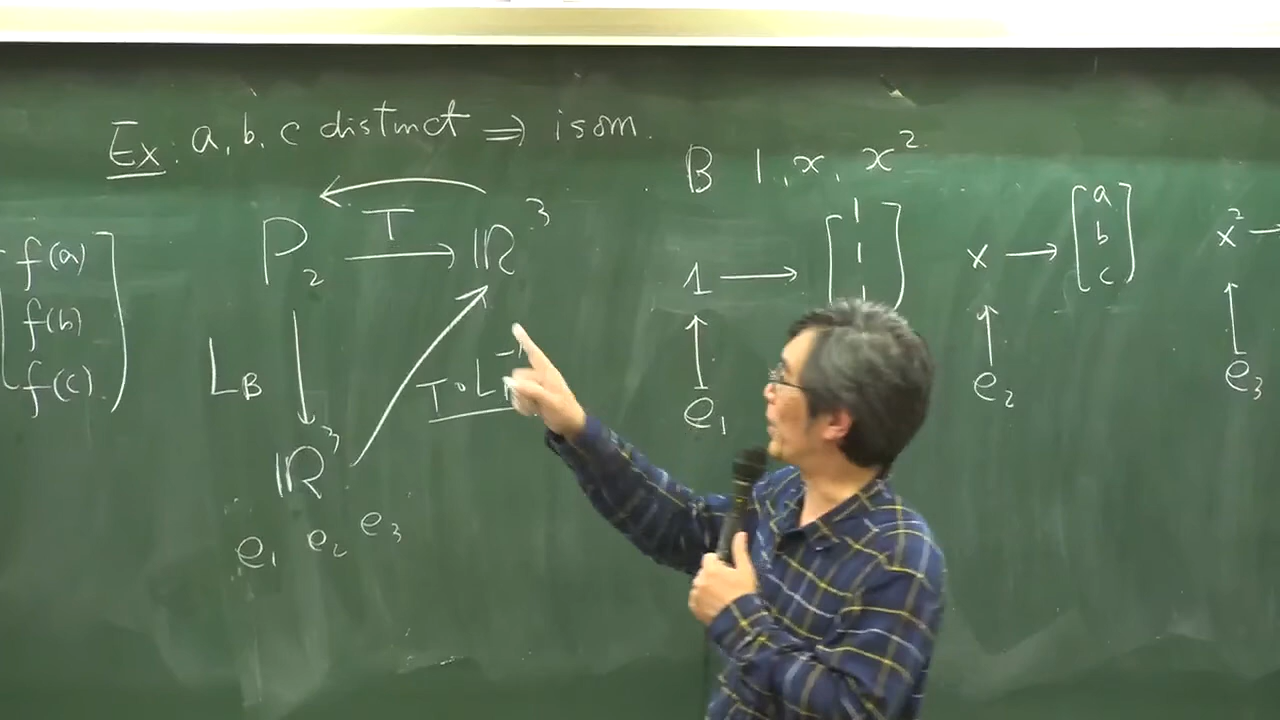 Ex: a, b, c distinct ⇒ isom.
B 1, x, x²
[f(a) f(b) f(c)]
P₂ T→ ℝ³
L_B ↓
T∘L⁻¹
ℝ³
e₁ e₂ e₃
1 → [1 1 1]
↑
e₁
x → [a b c]
↑
e₂
x² →
↑
e₃